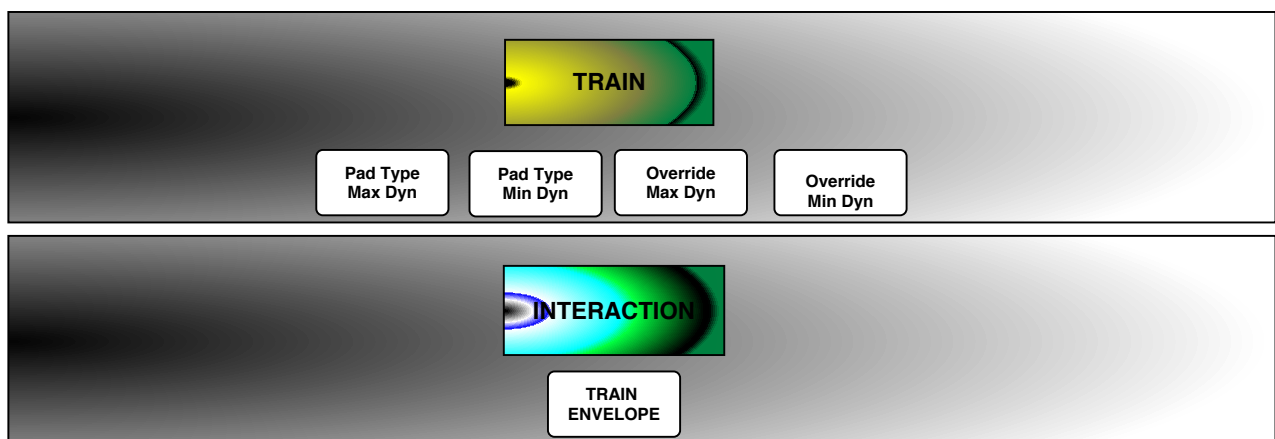 TRAIN
Pad Type
Max Dyn
Pad Type
Min Dyn
Override
Max Dyn
Override
Min Dyn
INTERACTION
TRAIN
ENVELOPE